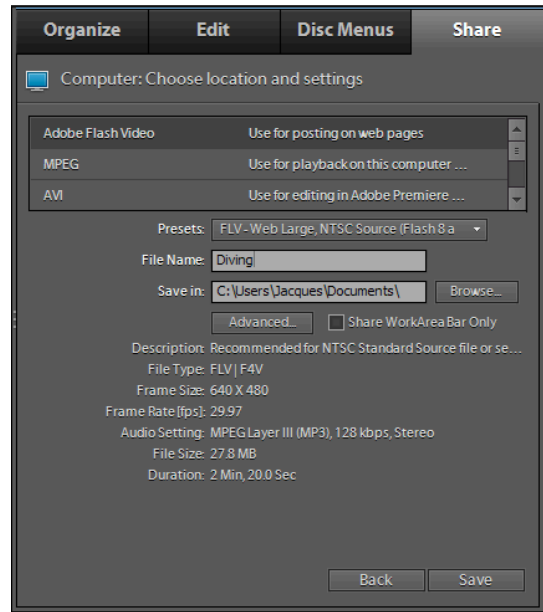 Organize Edit Disc Menus Share
Computer: Choose location and settings
Adobe Flash Video Use for posting on web pages
MPEG Use for playback on this computer ...
AVI Use for editing in Adobe Premiere ...
Presets: FLV - Web Large, NTSC Source (Flash 8 a
File Name: Diving
Save in: C:\Users\Jacques\Documents\ Browse...
Advanced... Share WorkArea Bar Only
Description: Recommended for NTSC Standard Source file or se...
File Type: FLV | F4V
Frame Size: 640 X 480
Frame Rate [fps]: 29.97
Audio Setting: MPEG Layer III (MP3), 128 kbps, Stereo
File Size: 27.8 MB
Duration: 2 Min, 20.0 Sec
Back Save